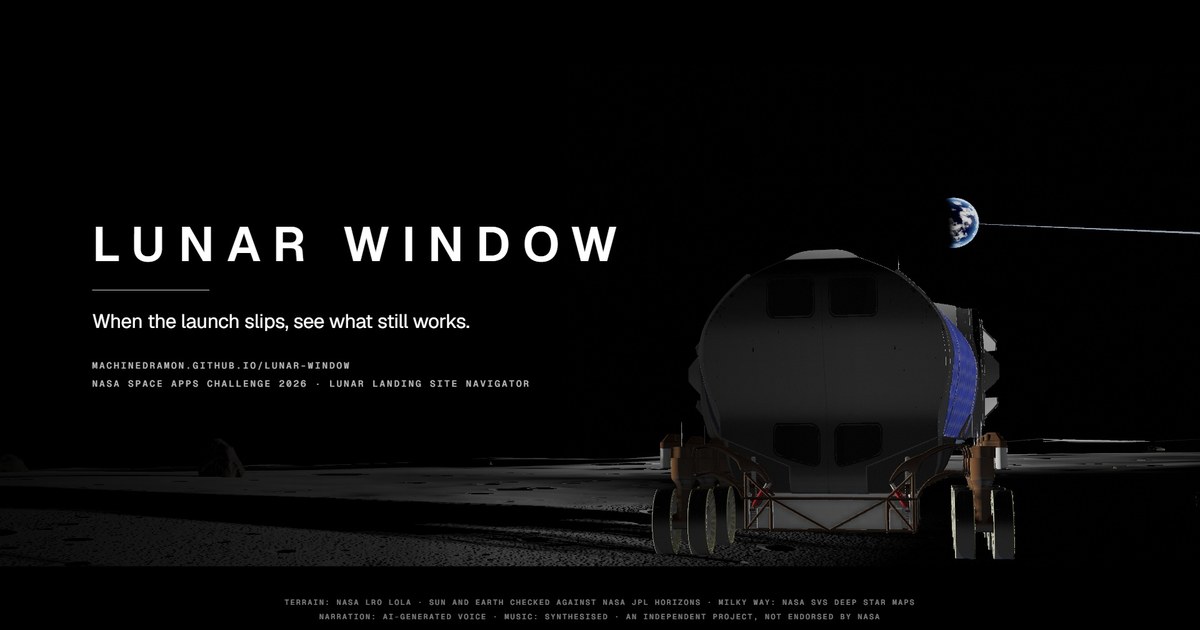 LUNAR WINDOW
When the launch slips, see what still works.
MACHINEDRAMON.GITHUB.IO/LUNAR-WINDOW
NASA SPACE APPS CHALLENGE 2026 · LUNAR LANDING SITE NAVIGATOR
TERRAIN: NASA LRO LOLA · SUN AND EARTH CHECKED AGAINST NASA JPL HORIZONS · MILKY WAY: NASA SVS DEEP STAR MAPS
NARRATION: AI-GENERATED VOICE · MUSIC: SYNTHESISED · AN INDEPENDENT PROJECT, NOT ENDORSED BY NASA